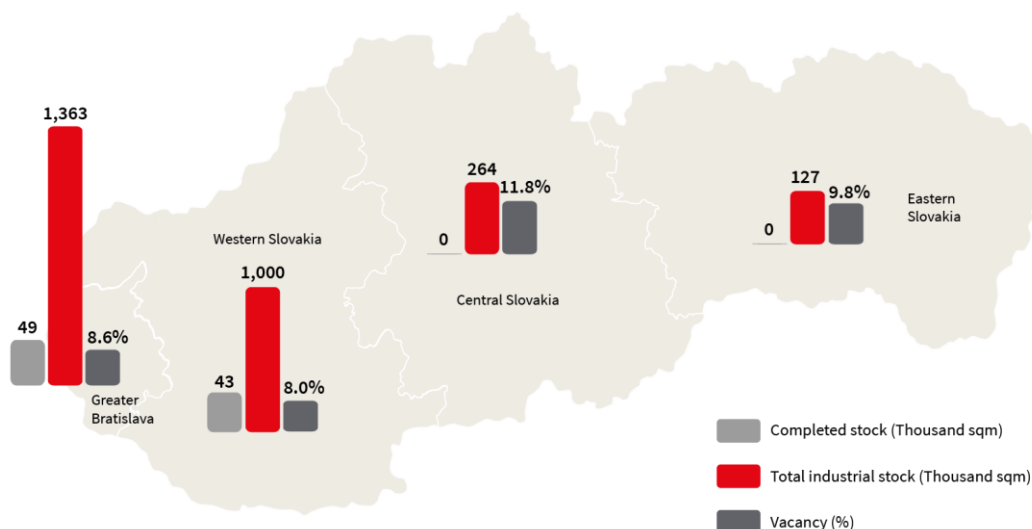 1,363
49
8.6%
Greater
Bratislava
Western Slovakia
1,000
43
8.0%
264
11.8%
0
Central Slovakia
127
9.8%
0
Eastern
Slovakia
Completed stock (Thousand sqm)
Total industrial stock (Thousand sqm)
Vacancy (%)